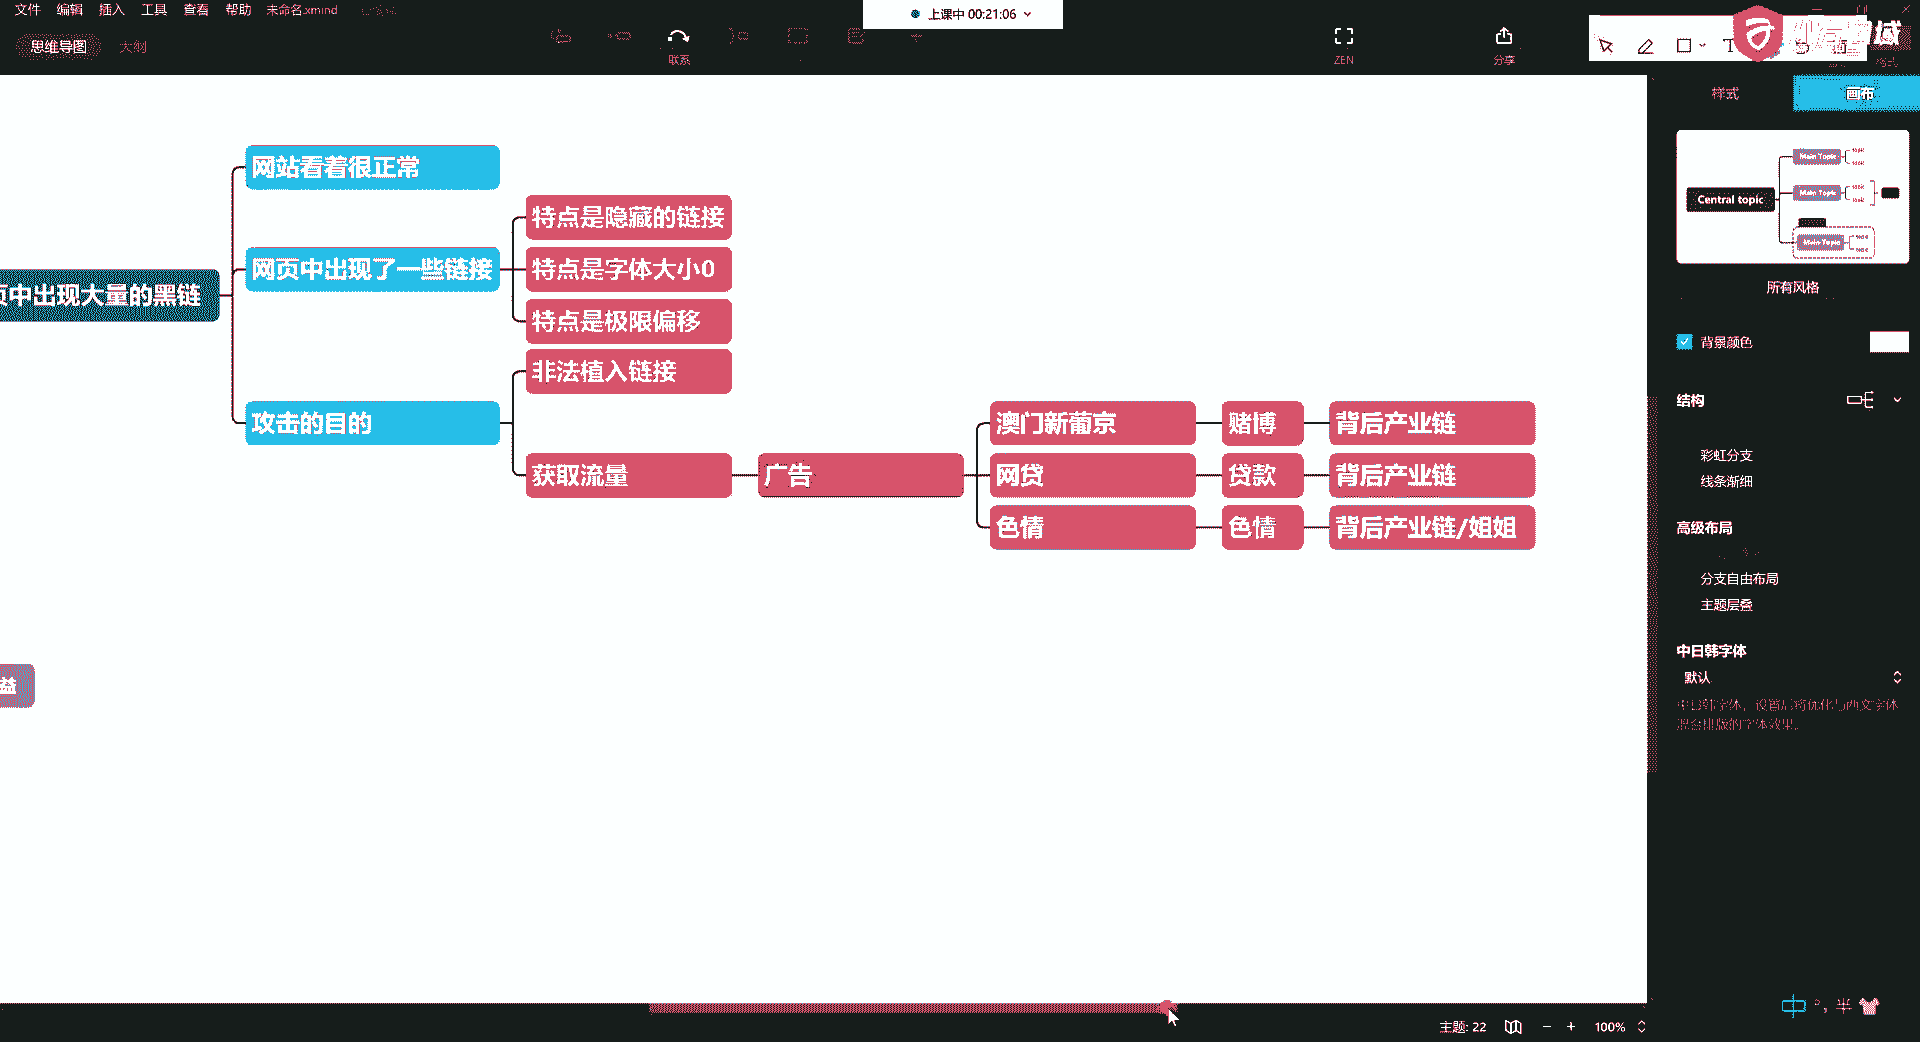 文件 编辑 插入 工具 查看 帮助 未命名.xmind
上课中 00:21:06
思维导图 大纲
联系
ZEN
分享
T
样式 画布
网站看着很正常
网页中出现了一些链接
特点是隐藏的链接
特点是字体大小0
特点是极限偏移
页中出现大量的黑链
攻击的目的
非法植入链接
获取流量
广告
澳门新葡京
赌博
背后产业链
网贷
贷款
背后产业链
色情
色情
背后产业链/姐姐
益
Central topic
Main Topic
Main Topic
Main Topic
所有风格
背景颜色
结构
彩虹分支
线条渐细
高级布局
分支自由布局
主题层叠
中日韩字体
默认
中日韩字体，设置后将优化与西文字体
混合排版的字体效果。
中 °, 半
主题: 22
100%